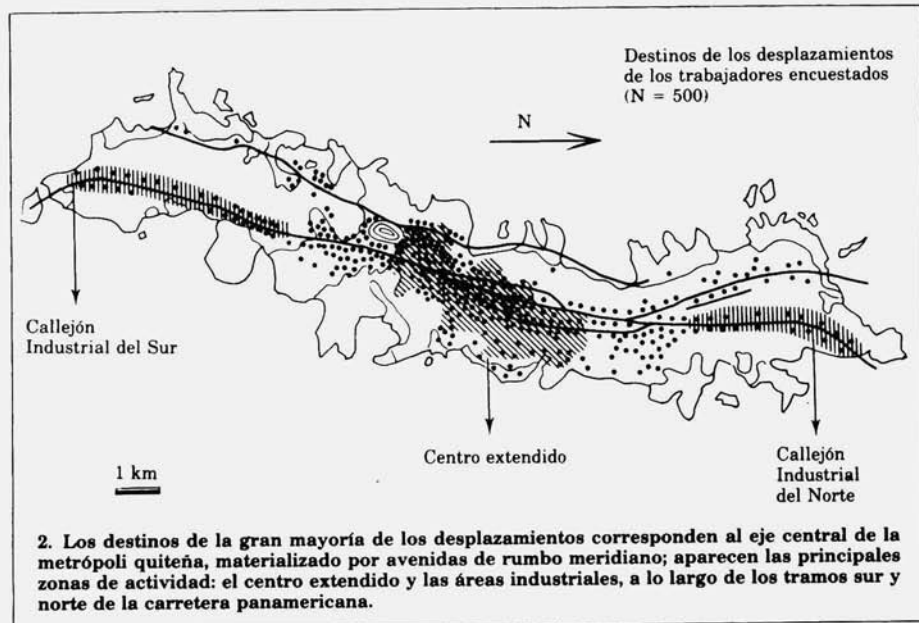 Destinos de los desplazamientos
de los trabajadores encuestados
(N = 500)
N
Callejón
Industrial del Sur
Centro extendido
Callejón
Industrial
del Norte
1 km
2. Los destinos de la gran mayoría de los desplazamientos corresponden al eje central de la
metrópoli quiteña, materializado por avenidas de rumbo meridiano; aparecen las principales
zonas de actividad: el centro extendido y las áreas industriales, a lo largo de los tramos sur y
norte de la carretera panamericana.